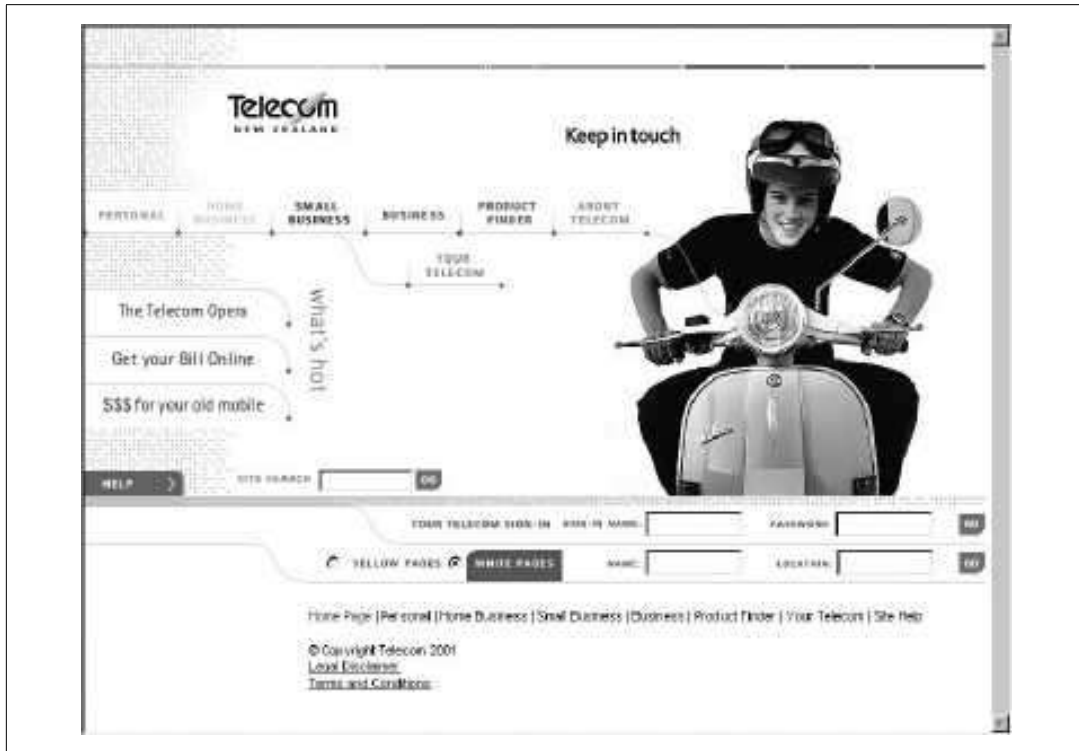 Telecom
NEW ZEALAND
Keep in touch
PERSONAL
HOME
BUSINESS
SMALL
BUSINESS
BUSINESS
PRODUCT
FINDER
ABOUT
TELECOM
YOUR
TELECOM
what's hot
The Telecom Opera
Get your Bill Online
$$$ for your old mobile
HELP
SITE SEARCH
GO
YOUR TELECOM SIGN-IN SIGN-IN NAME: PASSWORD: GO
YELLOW PAGES WHITE PAGES NAME: LOCATION: GO
Home Page | Personal | Home Business | Small Business | Business | Product Finder | Your Telecom | Site Help
© Copyright Telecom 2001
Legal Disclaimer
Terms and Conditions